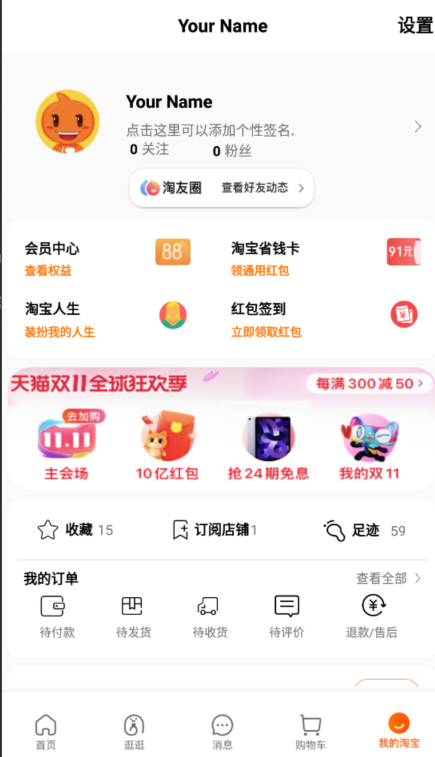 Your Name 设置
Your Name
点击这里可以添加个性签名.
0 关注 0 粉丝
淘友圈 查看好友动态
会员中心 88 淘宝省钱卡 91元
查看权益 领通用红包
淘宝人生 红包签到
装扮我的人生 立即领取红包
天猫双11全球狂欢季 每满 300 减 50 >
去加购
11.11
主会场 10亿红包 抢24期免息 我的双11
收藏 15 订阅店铺1 足迹 59
我的订单 查看全部
待付款 待发货 待收货 待评价 退款/售后
首页 逛逛 消息 购物车 我的淘宝